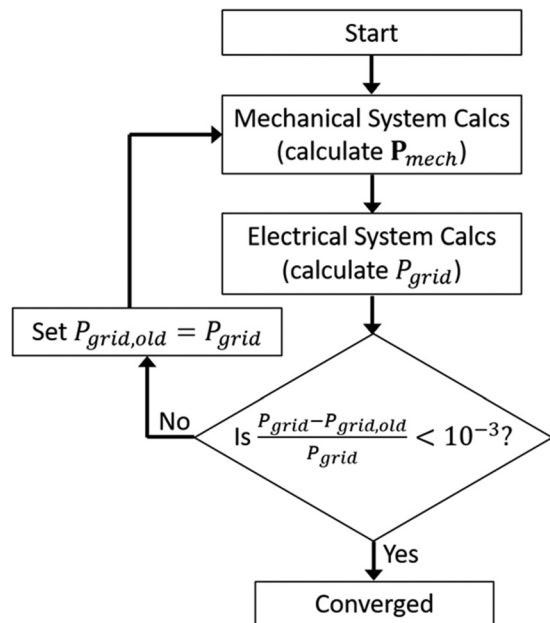 Start
Mechanical System Calcs
(calculate 𝐏_mech)
Electrical System Calcs
(calculate P_grid)
Set P_grid,old = P_grid
No
Is (P_grid−P_grid,old)/P_grid < 10⁻³?
Yes
Converged